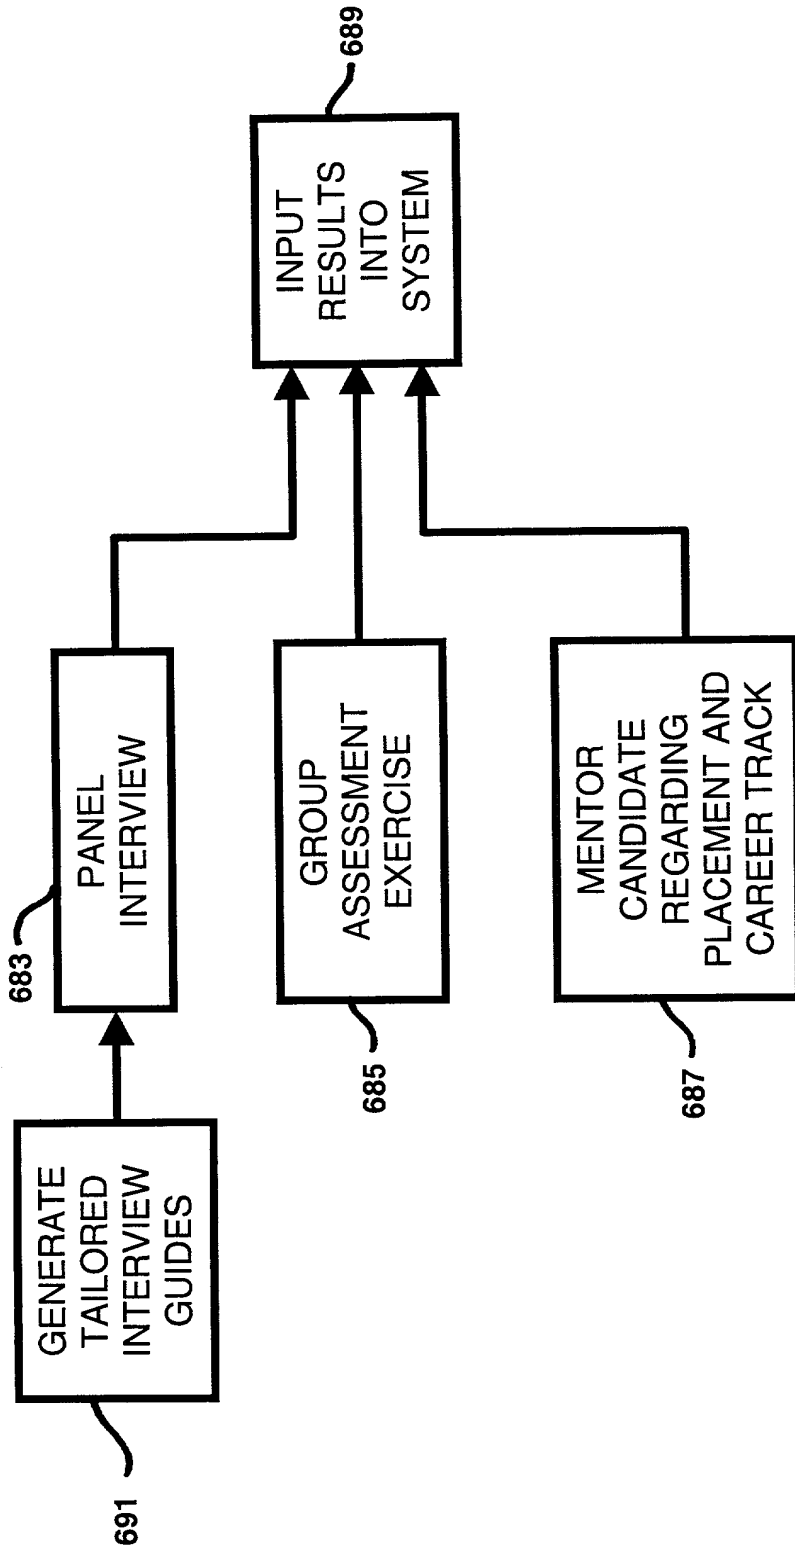 691
GENERATE
TAILORED
INTERVIEW
GUIDES
683
PANEL
INTERVIEW
685
GROUP
ASSESSMENT
EXERCISE
687
MENTOR
CANDIDATE
REGARDING
PLACEMENT AND
CAREER TRACK
689
INPUT
RESULTS
INTO
SYSTEM